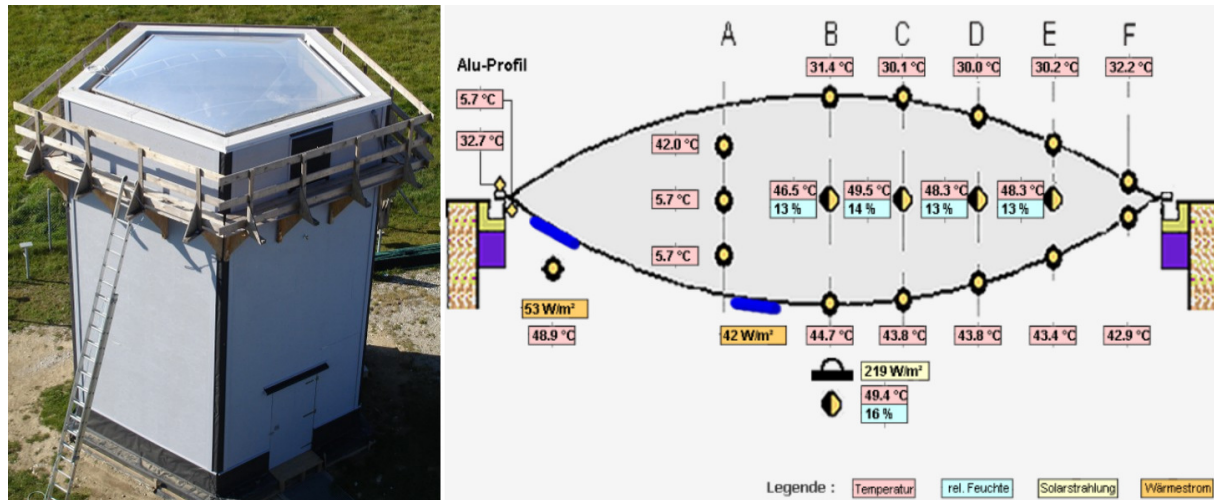 A B C D E F
31.4 °C 30.1 °C 30.0 °C 30.2 °C 32.2 °C
Alu-Profil
5.7 °C
32.7 °C
42.0 °C
46.5 °C 49.5 °C 48.3 °C 48.3 °C
5.7 °C
13 % 14 % 13 % 13 %
5.7 °C
53 W/m²
48.9 °C
42 W/m² 44.7 °C 43.8 °C 43.8 °C 43.4 °C 42.9 °C
219 W/m²
49.4 °C
16 %
Legende : Temperatur rel. Feuchte Solarstrahlung Wärmestrom